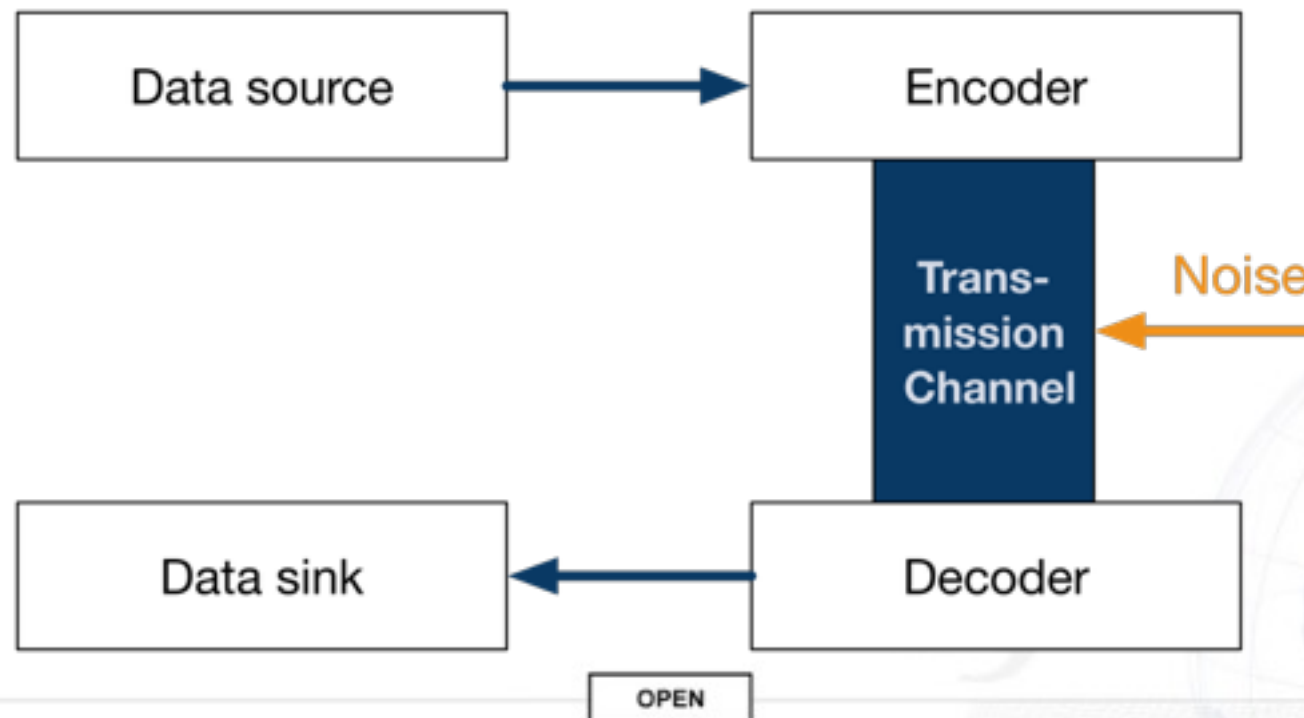 Data source
Encoder
Trans-
mission
Channel
Noise
Data sink
Decoder
OPEN